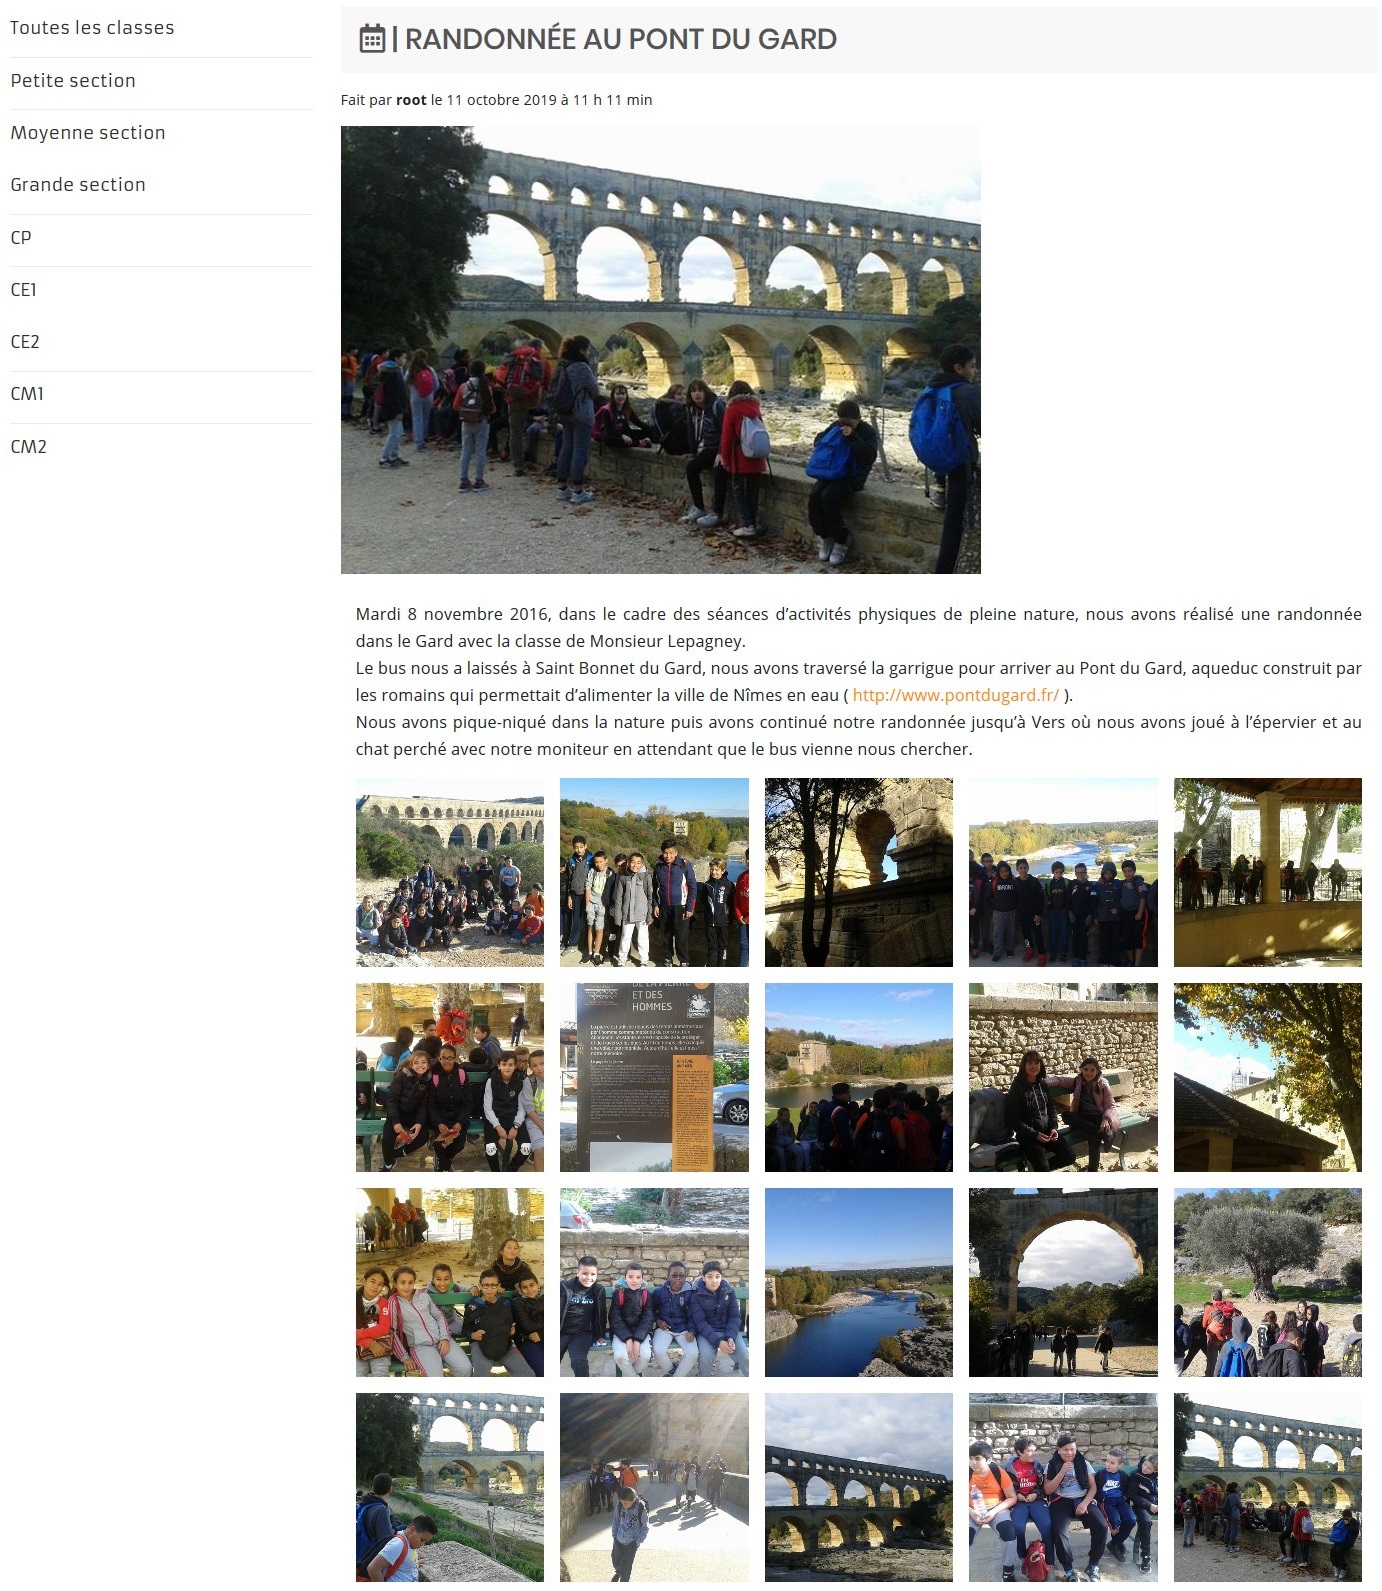 Toutes les classes
Petite section
Moyenne section
Grande section
CP
CE1
CE2
CM1
CM2
| RANDONNÉE AU PONT DU GARD
Fait par root le 11 octobre 2019 à 11 h 11 min
Mardi 8 novembre 2016, dans le cadre des séances d’activités physiques de pleine nature, nous avons réalisé une randonnée
dans le Gard avec la classe de Monsieur Lepagney.
Le bus nous a laissés à Saint Bonnet du Gard, nous avons traversé la garrigue pour arriver au Pont du Gard, aqueduc construit par
les romains qui permettait d’alimenter la ville de Nîmes en eau ( http://www.pontdugard.fr/ ).
Nous avons pique-niqué dans la nature puis avons continué notre randonnée jusqu’à Vers où nous avons joué à l’épervier et au
chat perché avec notre moniteur en attendant que le bus vienne nous chercher.
DE LA PIERRE
ET DES
HOMMES